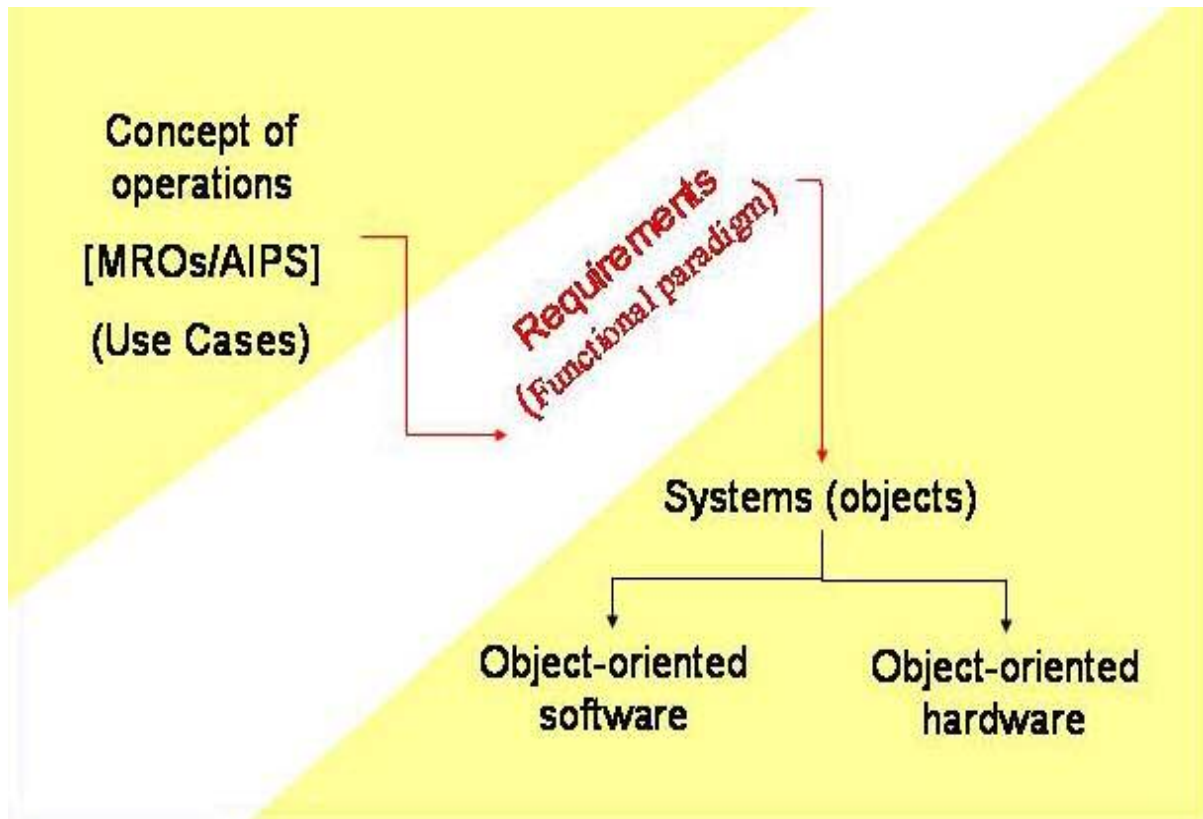 Concept of
operations
[MROs/AIPS]
(Use Cases)
Requirements
(Functional paradigm)
Systems (objects)
Object-oriented
software
Object-oriented
hardware